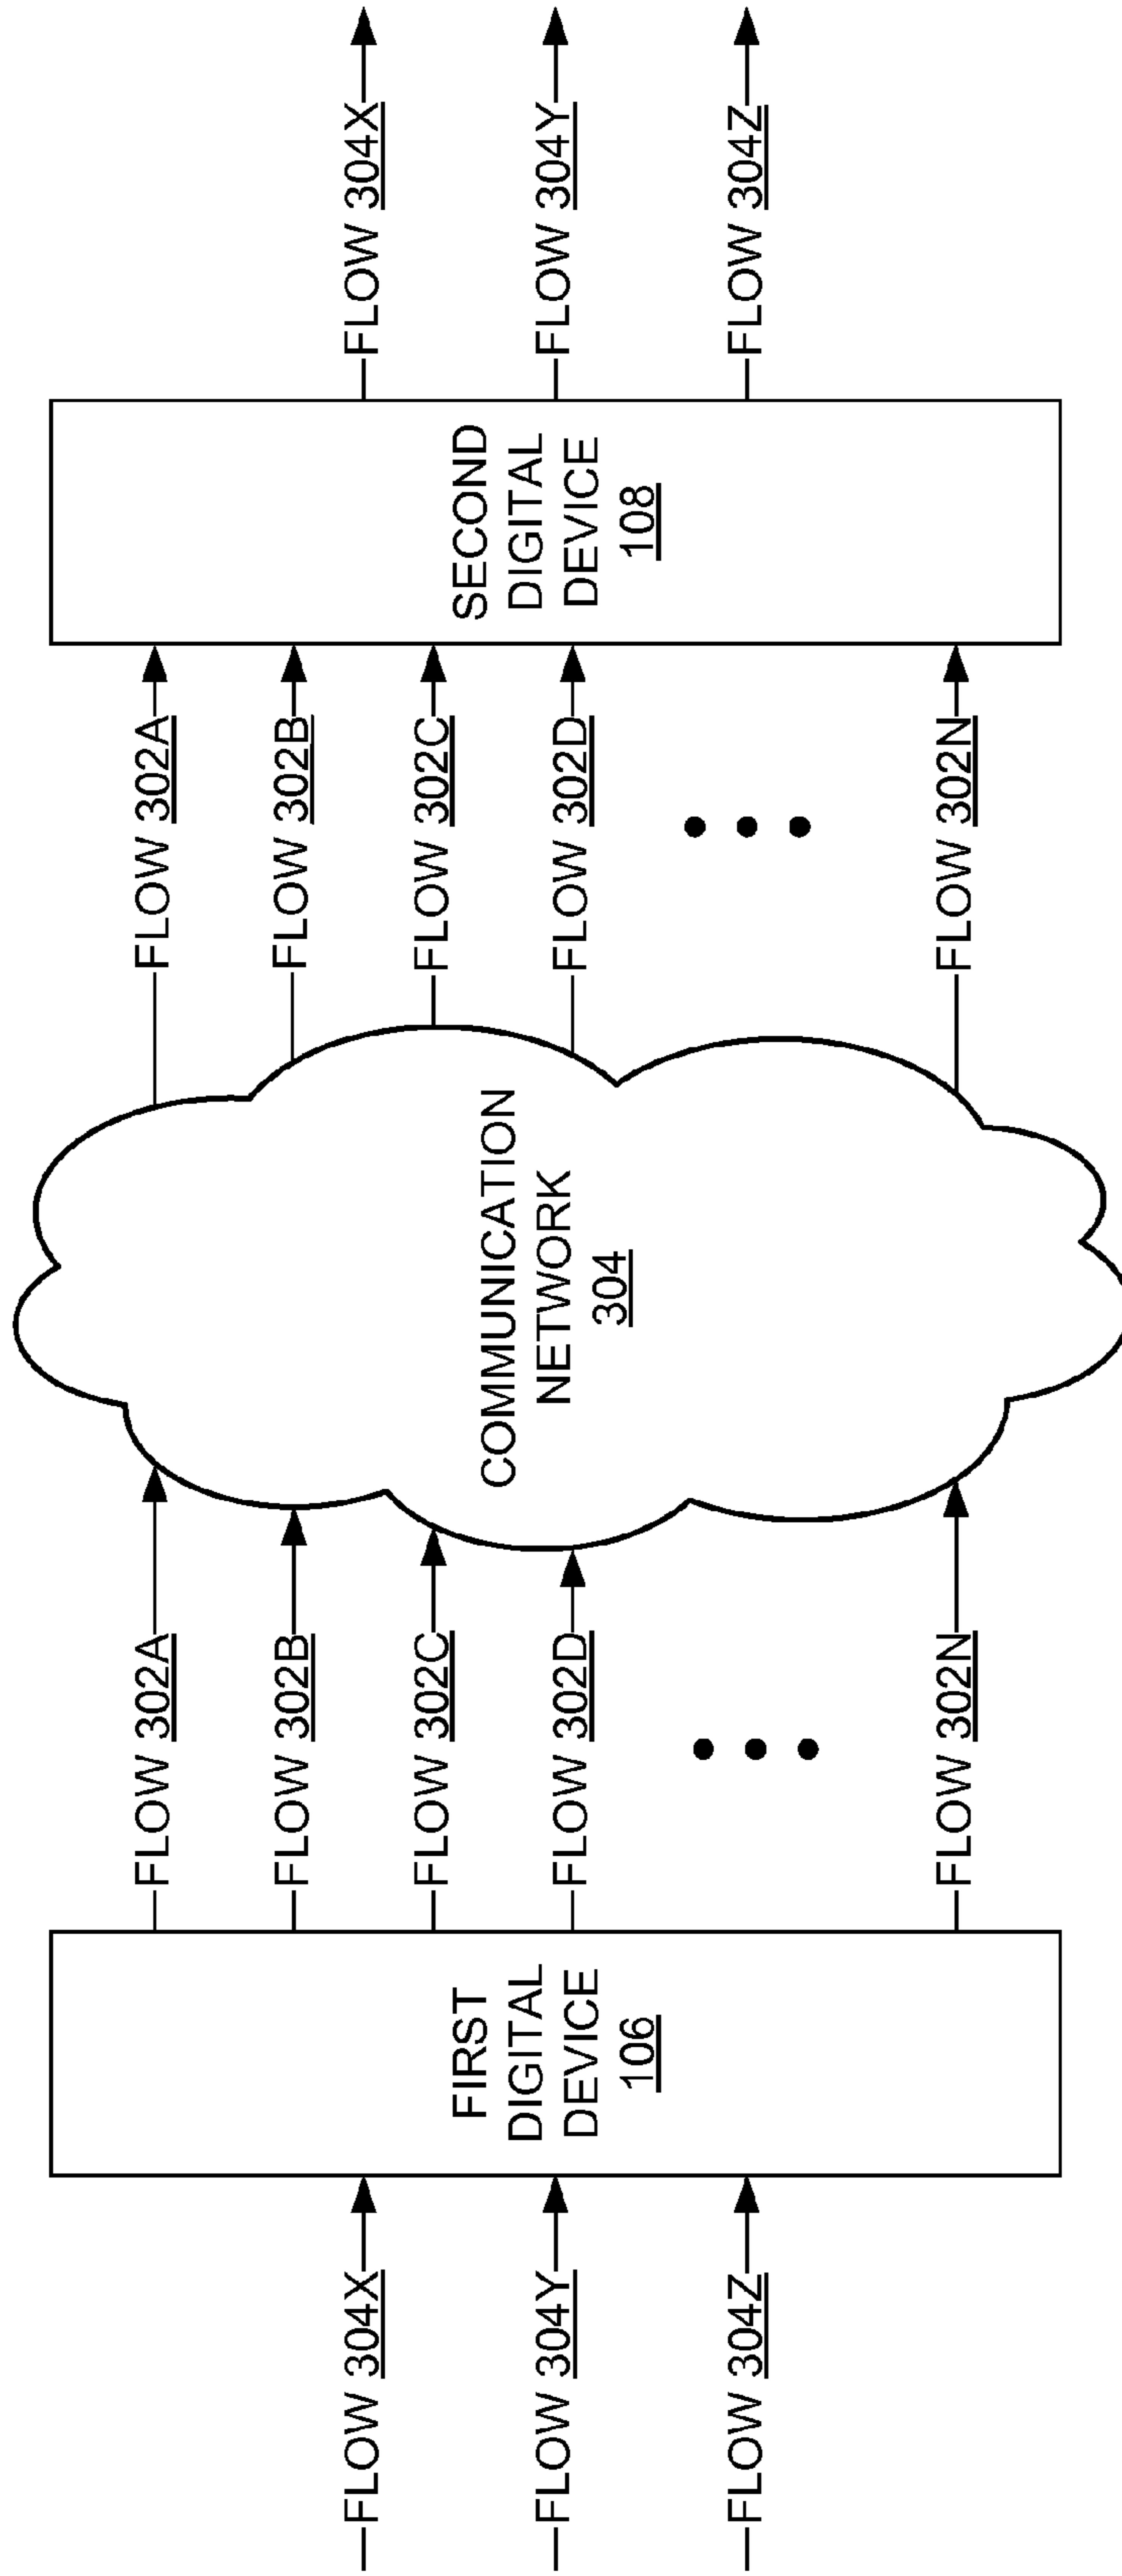 FLOW 304X
FLOW 304Y
FLOW 304Z
FIRST
DIGITAL
DEVICE
106
FLOW 302A
FLOW 302B
FLOW 302C
FLOW 302D
FLOW 302N
COMMUNICATION
NETWORK
304
FLOW 302A
FLOW 302B
FLOW 302C
FLOW 302D
FLOW 302N
SECOND
DIGITAL
DEVICE
108
FLOW 304X
FLOW 304Y
FLOW 304Z